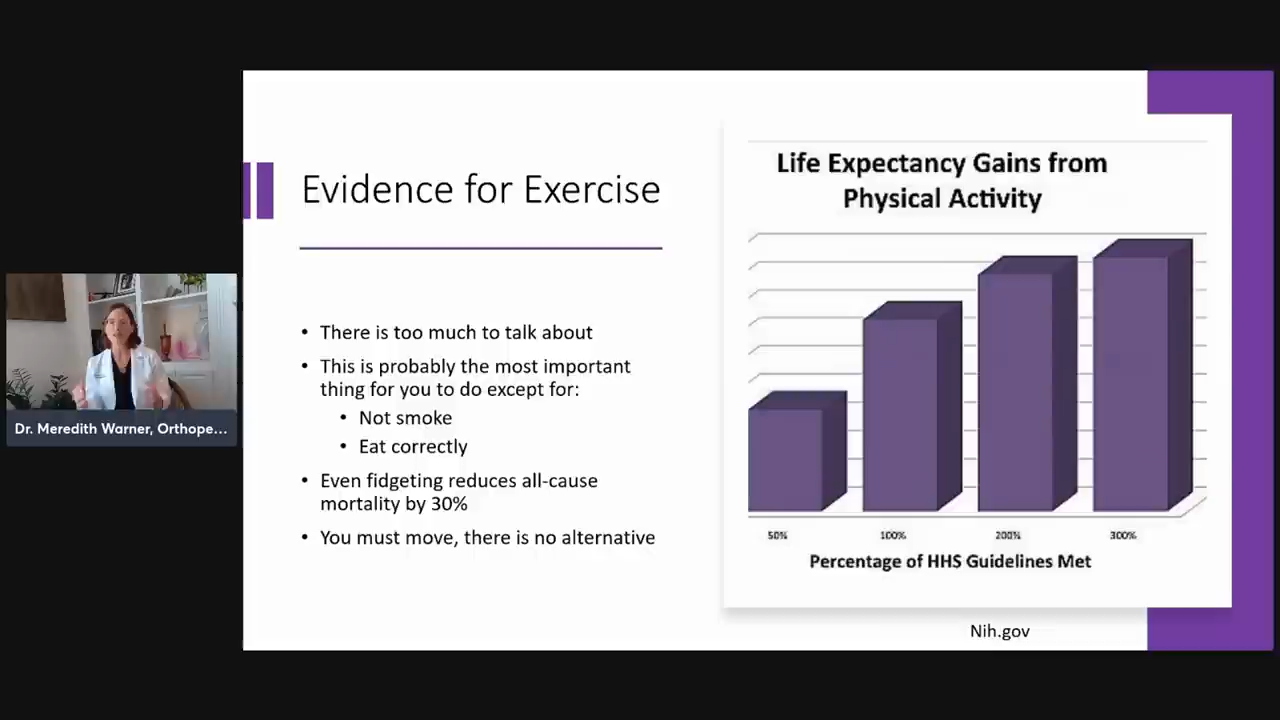 Evidence for Exercise
• There is too much to talk about
• This is probably the most important
thing for you to do except for:
• Not smoke
• Eat correctly
• Even fidgeting reduces all-cause
mortality by 30%
• You must move, there is no alternative
Life Expectancy Gains from
Physical Activity
50% 100% 200% 300%
Percentage of HHS Guidelines Met
Nih.gov
Dr. Meredith Warner, Orthope...